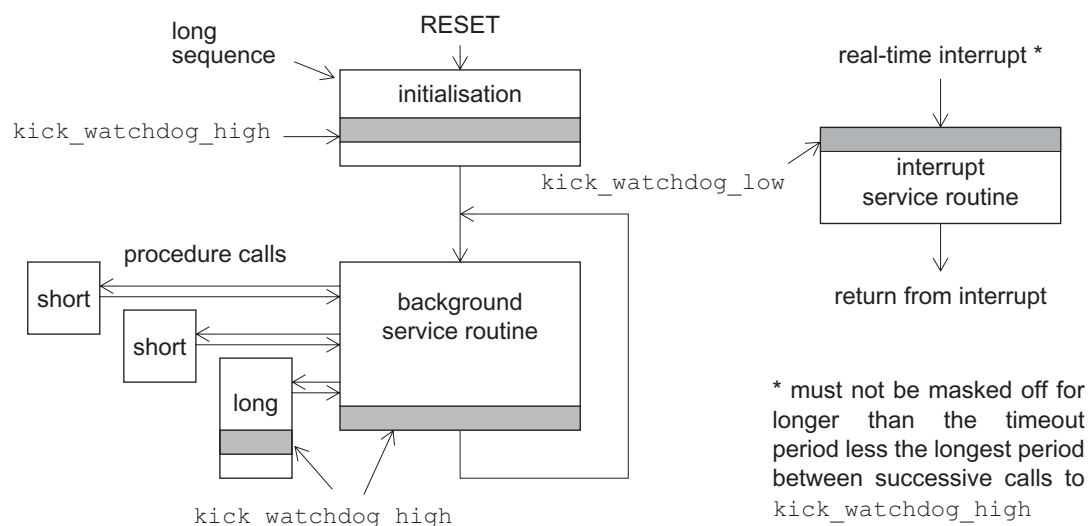 long
sequence
RESET
initialisation
kick_watchdog_high
real-time interrupt *
kick_watchdog_low
interrupt
service routine
return from interrupt
procedure calls
short
short
long
background
service routine
kick_watchdog_high
* must not be masked off for
longer than the timeout
period less the longest period
between successive calls to
kick_watchdog_high